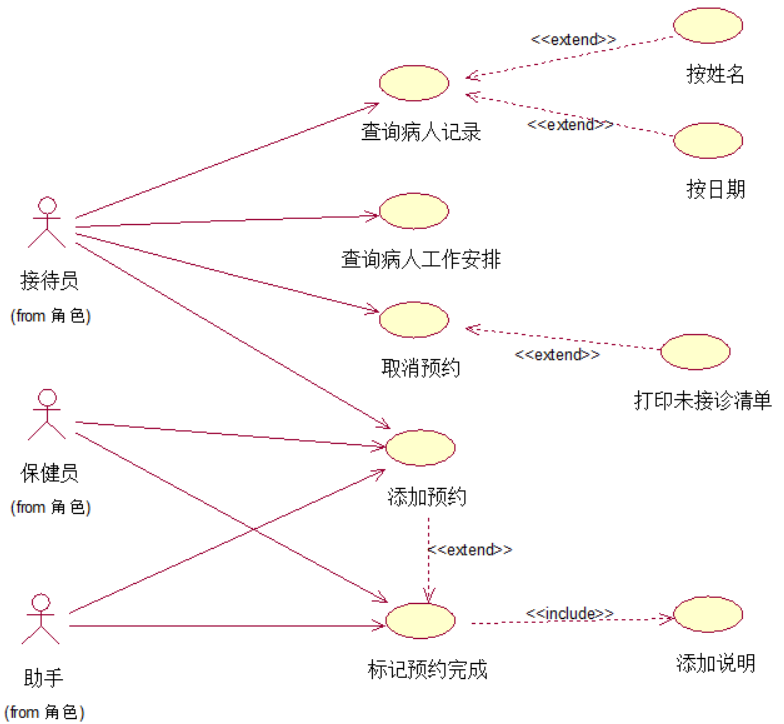 <<extend>>
按姓名
查询病人记录
<<extend>>
按日期
接待员
(from 角色)
查询病人工作安排
取消预约
<<extend>>
打印未接诊清单
保健员
(from 角色)
添加预约
<<extend>>
助手
(from 角色)
标记预约完成
<<include>>
添加说明